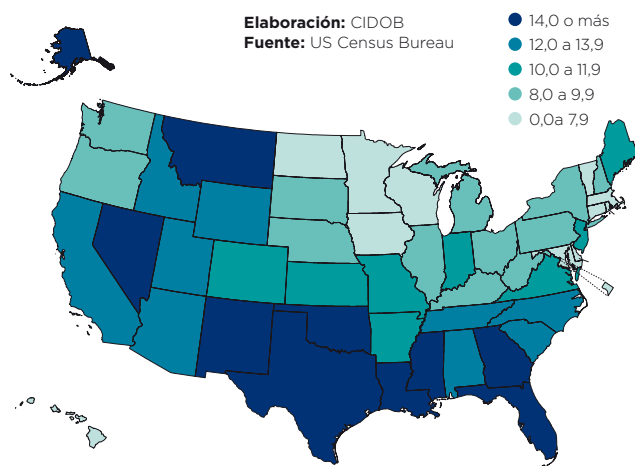 Elaboración: CIDOB
Fuente: US Census Bureau
14,0 o más
12,0 a 13,9
10,0 a 11,9
8,0 a 9,9
0,0a 7,9